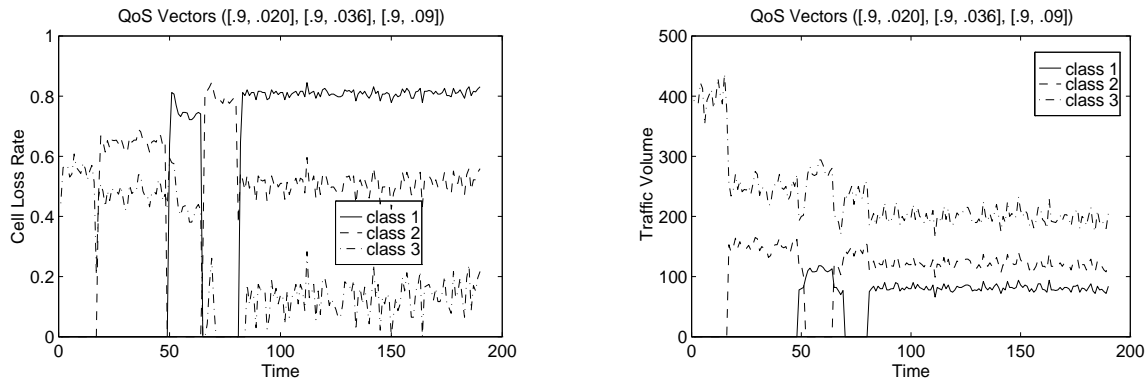 QoS Vectors ([.9, .020], [.9, .036], [.9, .09])
1
0.8
0.6
0.4
0.2
0
Cell Loss Rate
class 1
class 2
class 3
0 50 100 150 200
Time
QoS Vectors ([.9, .020], [.9, .036], [.9, .09])
500
400
300
200
100
0
Traffic Volume
class 1
class 2
class 3
0 50 100 150 200
Time